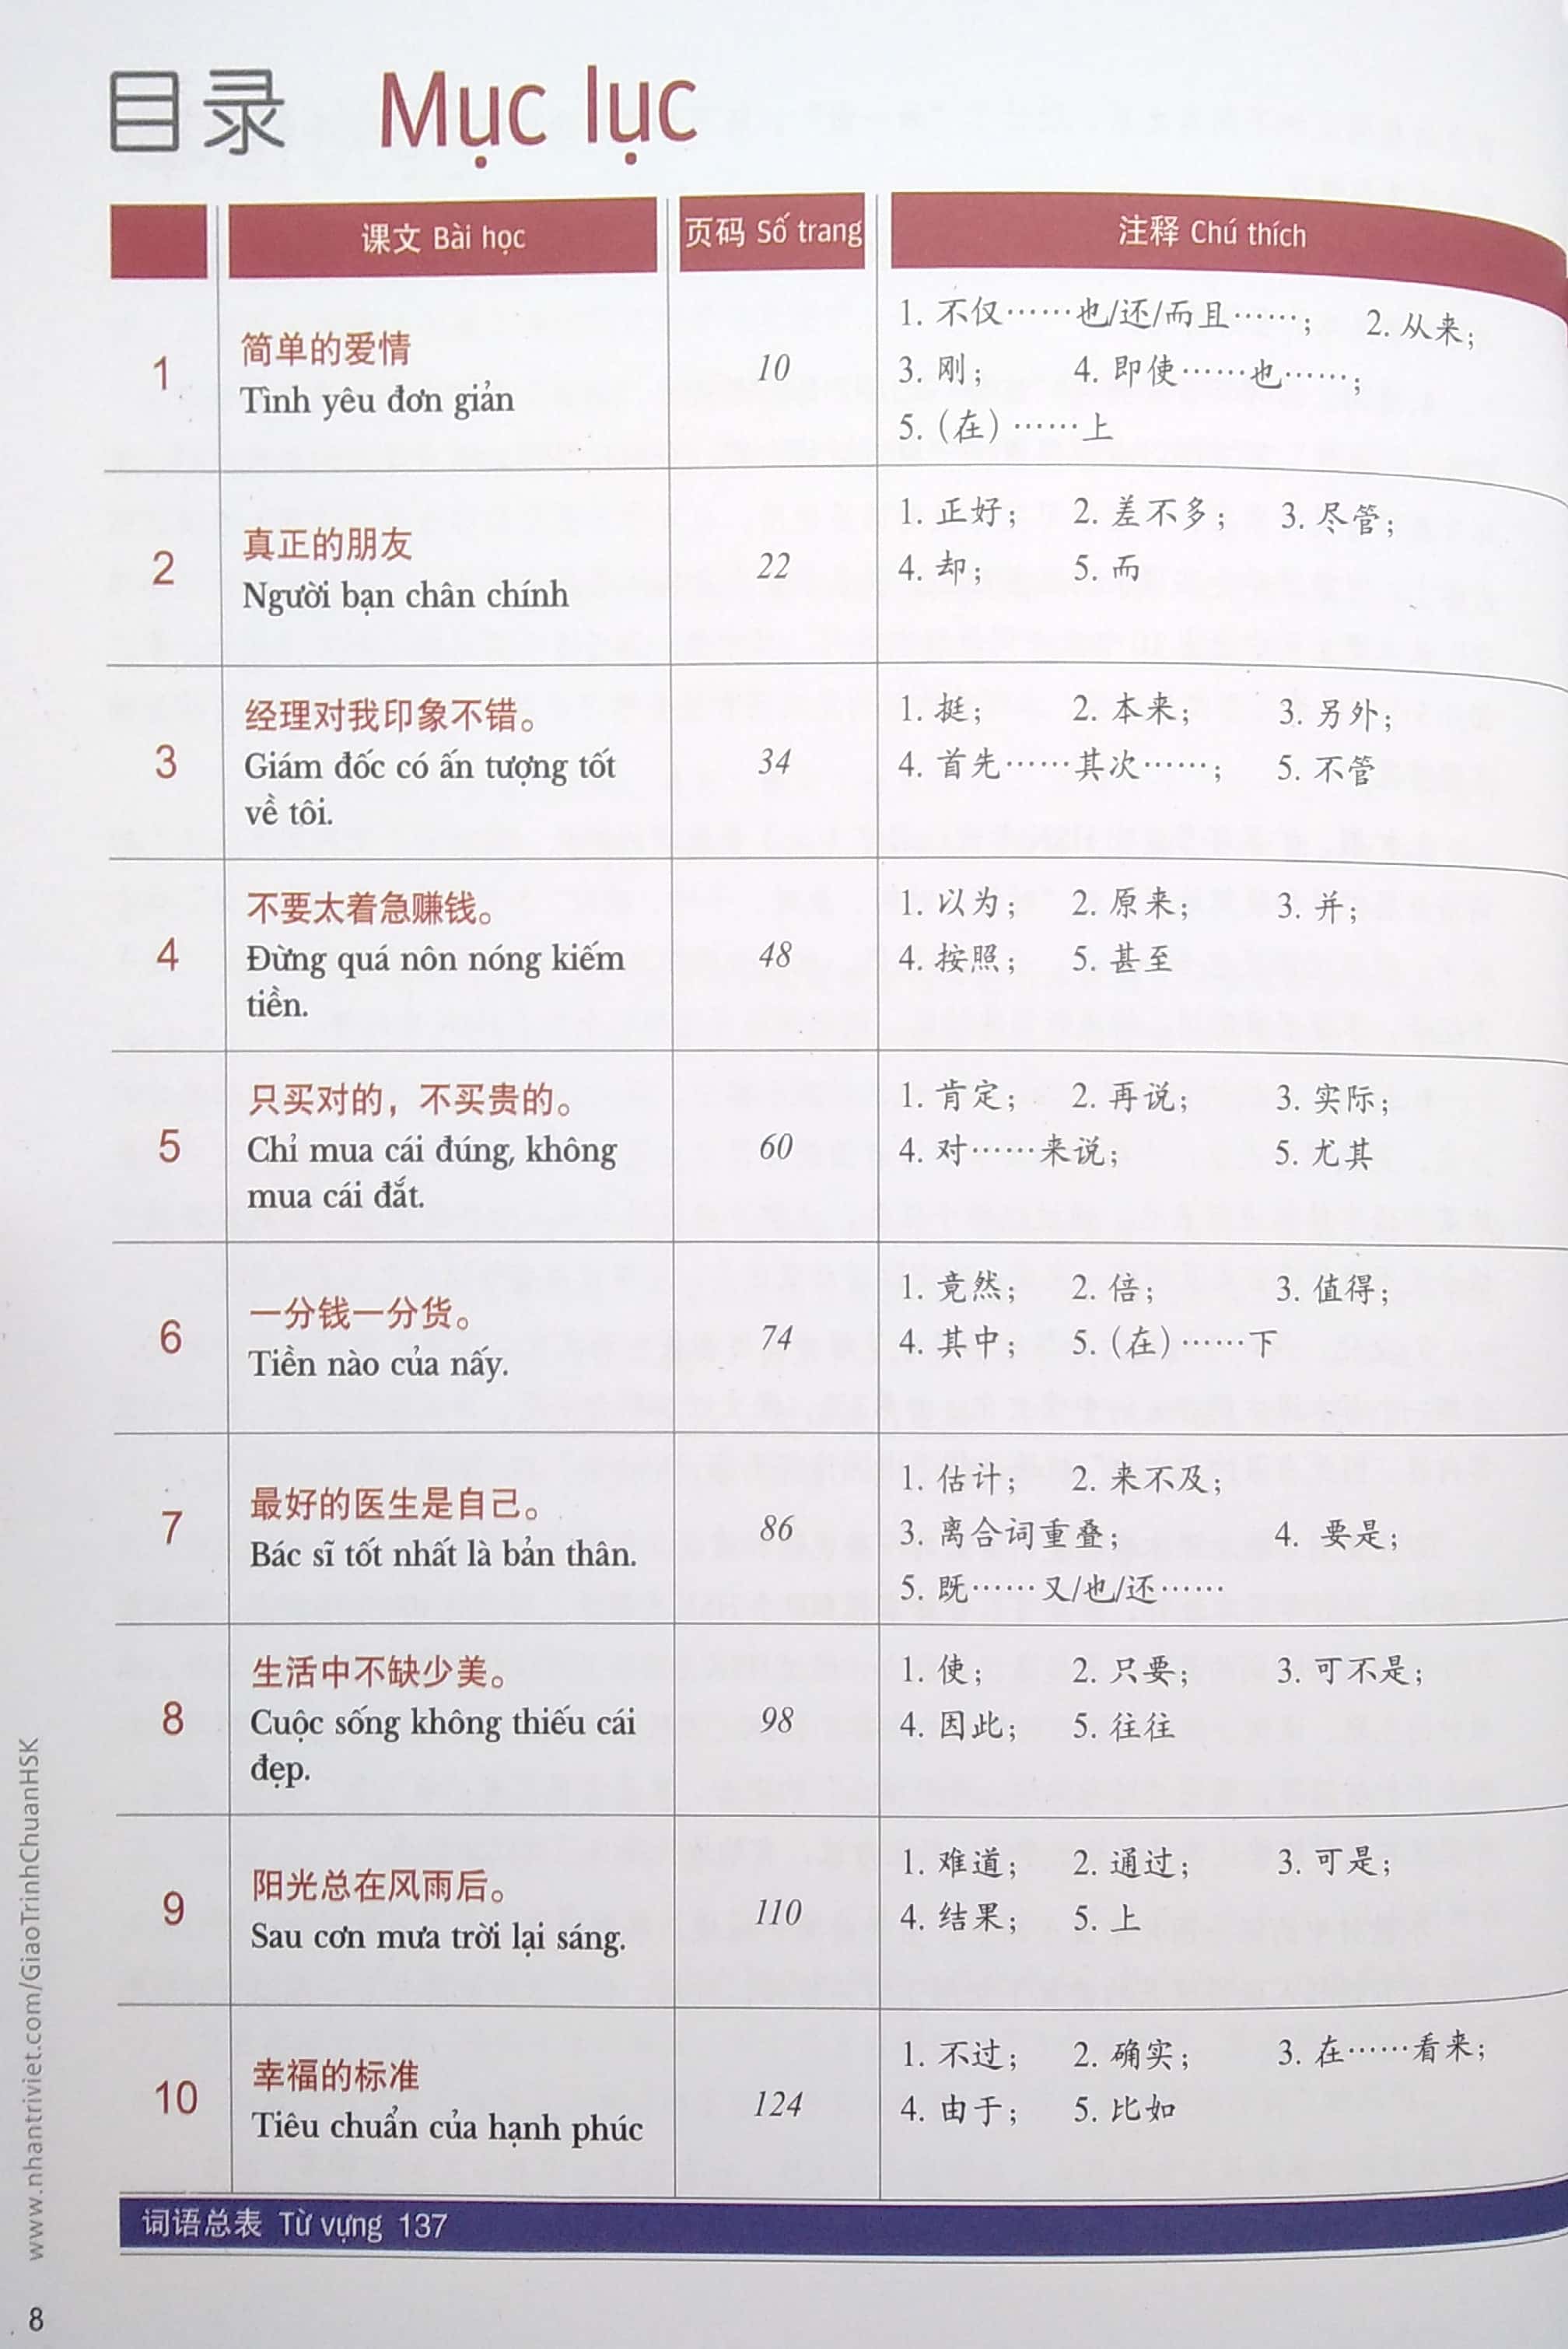 目录 Mục lục
课文 Bài học 页码 Số trang 注释 Chú thích
1
简单的爱情
Tình yêu đơn giản
10
1. 不仅……也/还/而且……； 2. 从来；
3. 刚； 4. 即使……也……；
5.（在）……上
2
真正的朋友
Người bạn chân chính
22
1. 正好； 2. 差不多； 3. 尽管；
4. 却； 5. 而
3
经理对我印象不错。
Giám đốc có ấn tượng tốt
về tôi.
34
1. 挺； 2. 本来； 3. 另外；
4. 首先……其次……； 5. 不管
4
不要太着急赚钱。
Đừng quá nôn nóng kiếm
tiền.
48
1. 以为； 2. 原来； 3. 并；
4. 按照； 5. 甚至
5
只买对的，不买贵的。
Chỉ mua cái đúng, không
mua cái đắt.
60
1. 肯定； 2. 再说； 3. 实际；
4. 对……来说； 5. 尤其
6
一分钱一分货。
Tiền nào của nấy.
74
1. 竟然； 2. 倍； 3. 值得；
4. 其中； 5.（在）……下
7
最好的医生是自己。
Bác sĩ tốt nhất là bản thân.
86
1. 估计； 2. 来不及；
3. 离合词重叠； 4. 要是；
5. 既……又/也/还……
8
生活中不缺少美。
Cuộc sống không thiếu cái
đẹp.
98
1. 使； 2. 只要； 3. 可不是；
4. 因此； 5. 往往
9
阳光总在风雨后。
Sau cơn mưa trời lại sáng.
110
1. 难道； 2. 通过； 3. 可是；
4. 结果； 5. 上
10
幸福的标准
Tiêu chuẩn của hạnh phúc
124
1. 不过； 2. 确实； 3. 在……看来；
4. 由于； 5. 比如
词语总表 Từ vựng 137
www.nhantriviet.com/GiaoTrinhChuanHSK
8